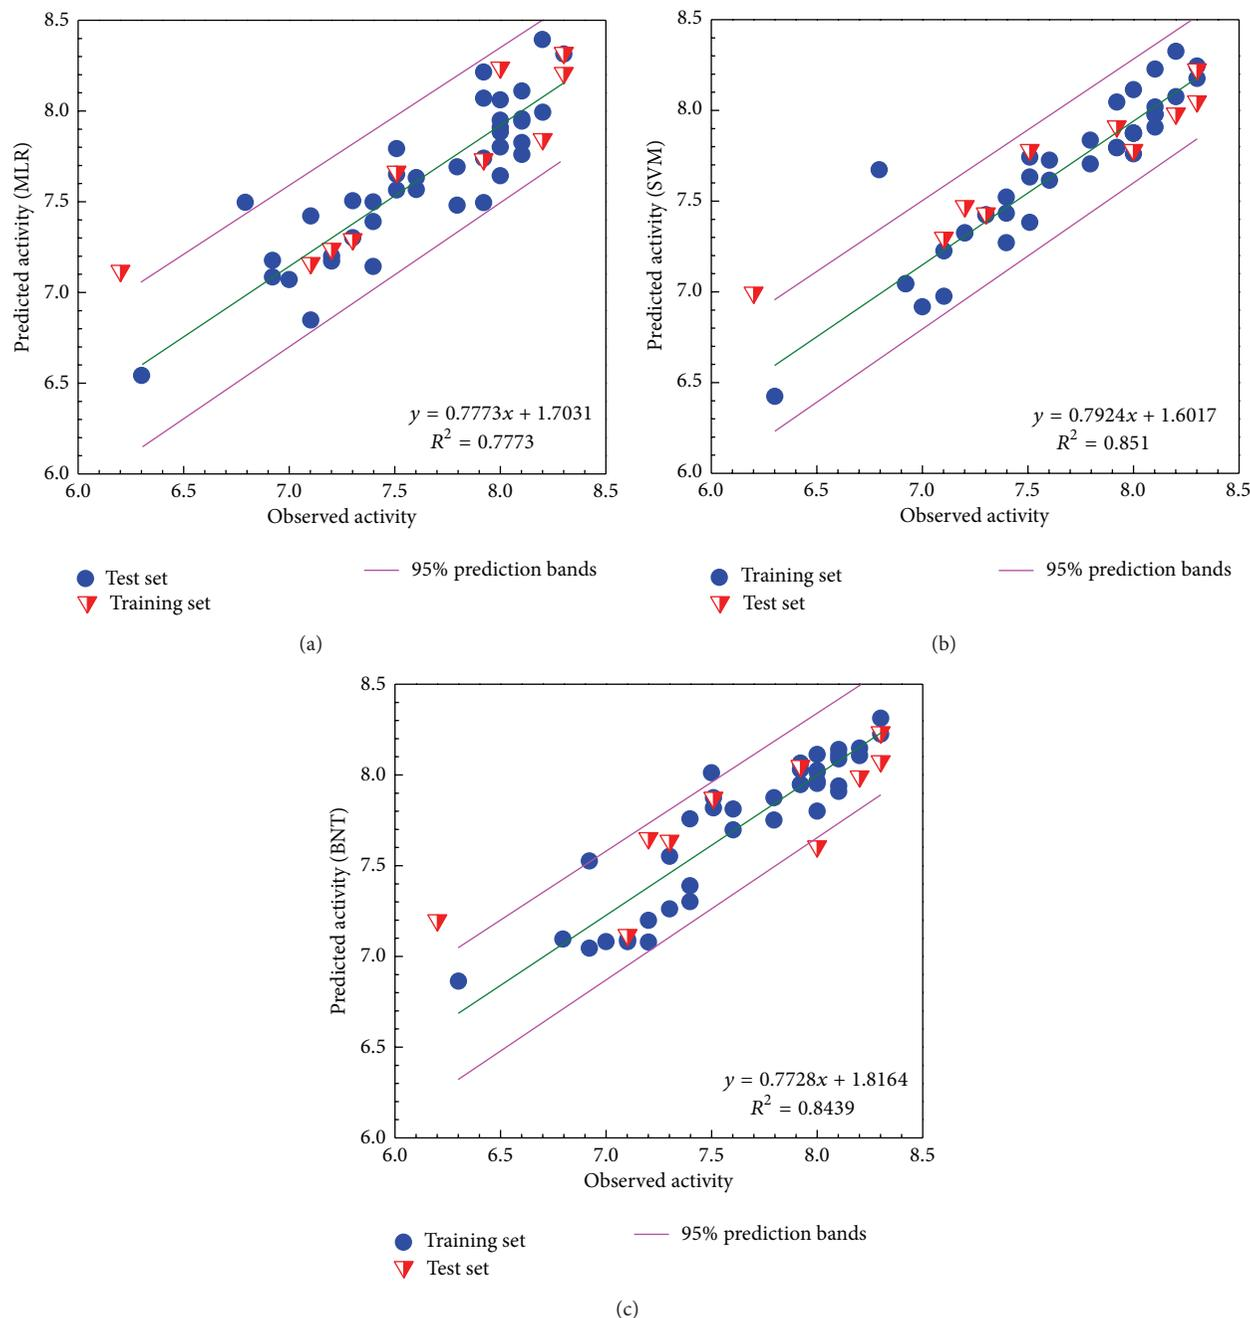 8.5
8.0
7.5
7.0
6.5
6.0
Predicted activity (MLR)
y = 0.7773x + 1.7031
R² = 0.7773
6.0 6.5 7.0 7.5 8.0 8.5
Observed activity
Test set
Training set
95% prediction bands
(a)
8.5
8.0
7.5
7.0
6.5
6.0
Predicted activity (SVM)
y = 0.7924x + 1.6017
R² = 0.851
6.0 6.5 7.0 7.5 8.0 8.5
Observed activity
Training set
Test set
95% prediction bands
(b)
8.5
8.0
7.5
7.0
6.5
6.0
Predicted activity (BNT)
y = 0.7728x + 1.8164
R² = 0.8439
6.0 6.5 7.0 7.5 8.0 8.5
Observed activity
Training set
Test set
95% prediction bands
(c)